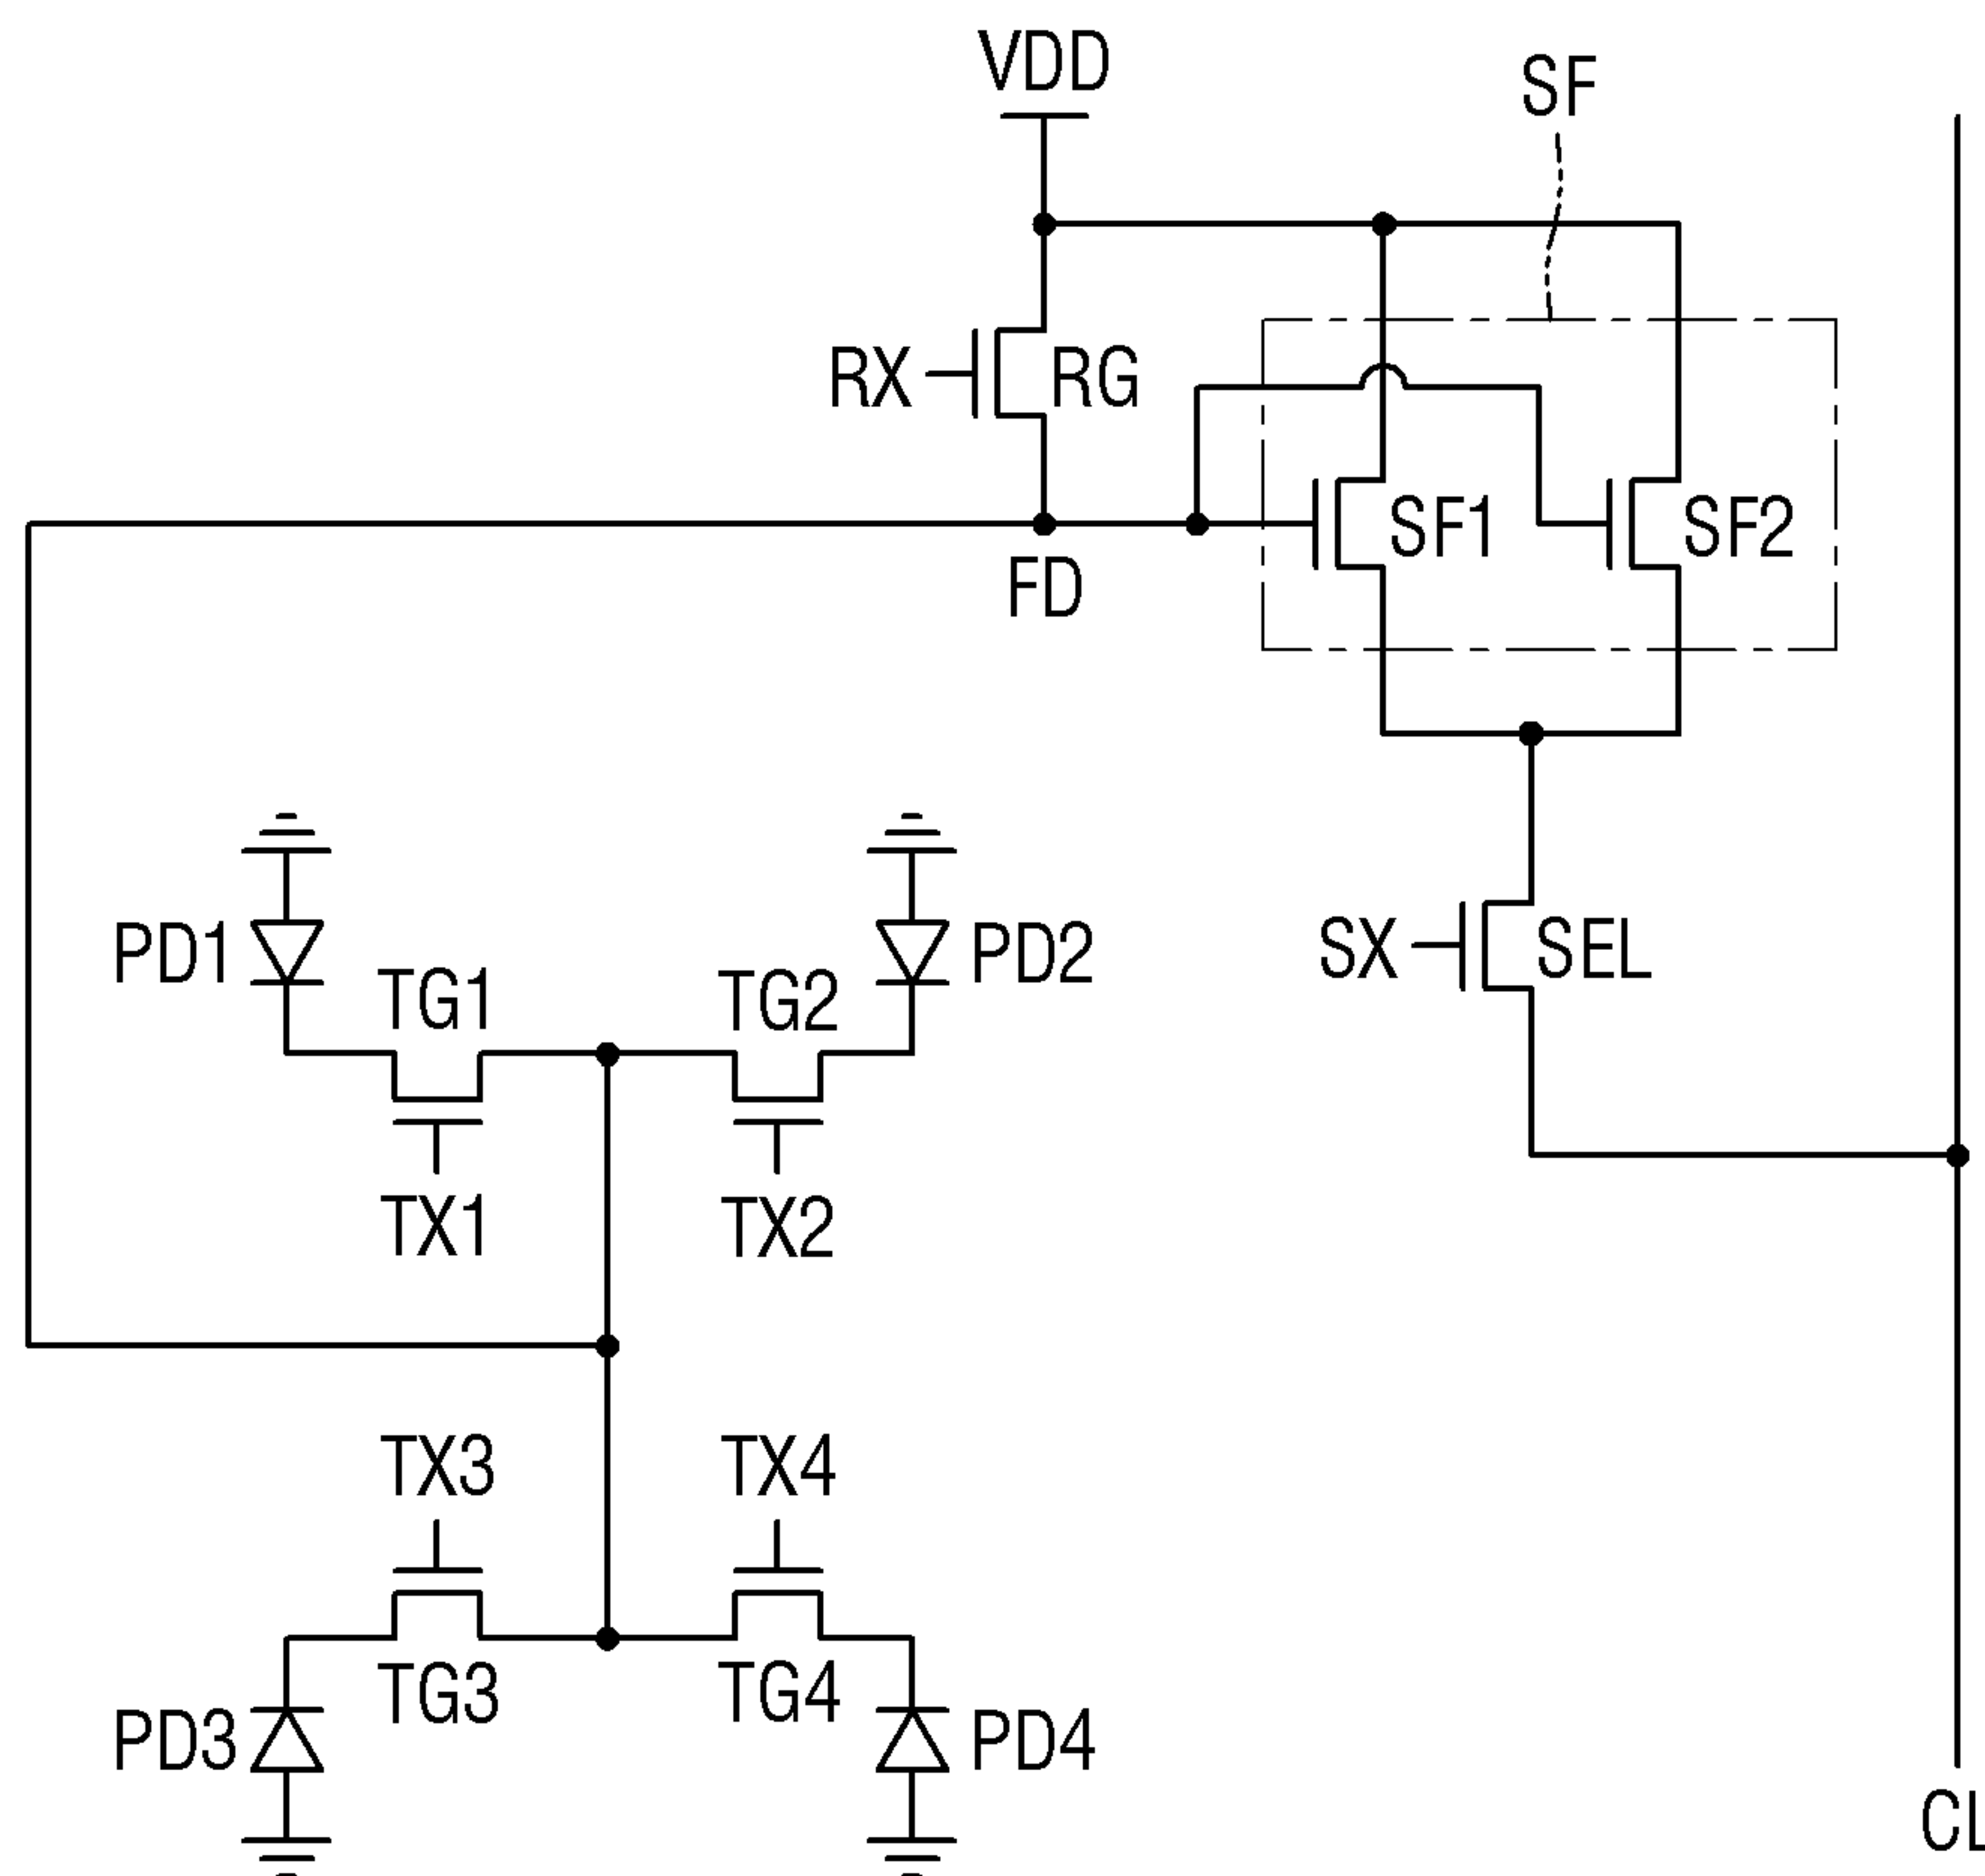 VDD
SF
RX
RG
SF1
SF2
FD
PD1
TG1
TG2
PD2
SX
SEL
TX1
TX2
TX3
TX4
TG3
TG4
PD3
PD4
CL